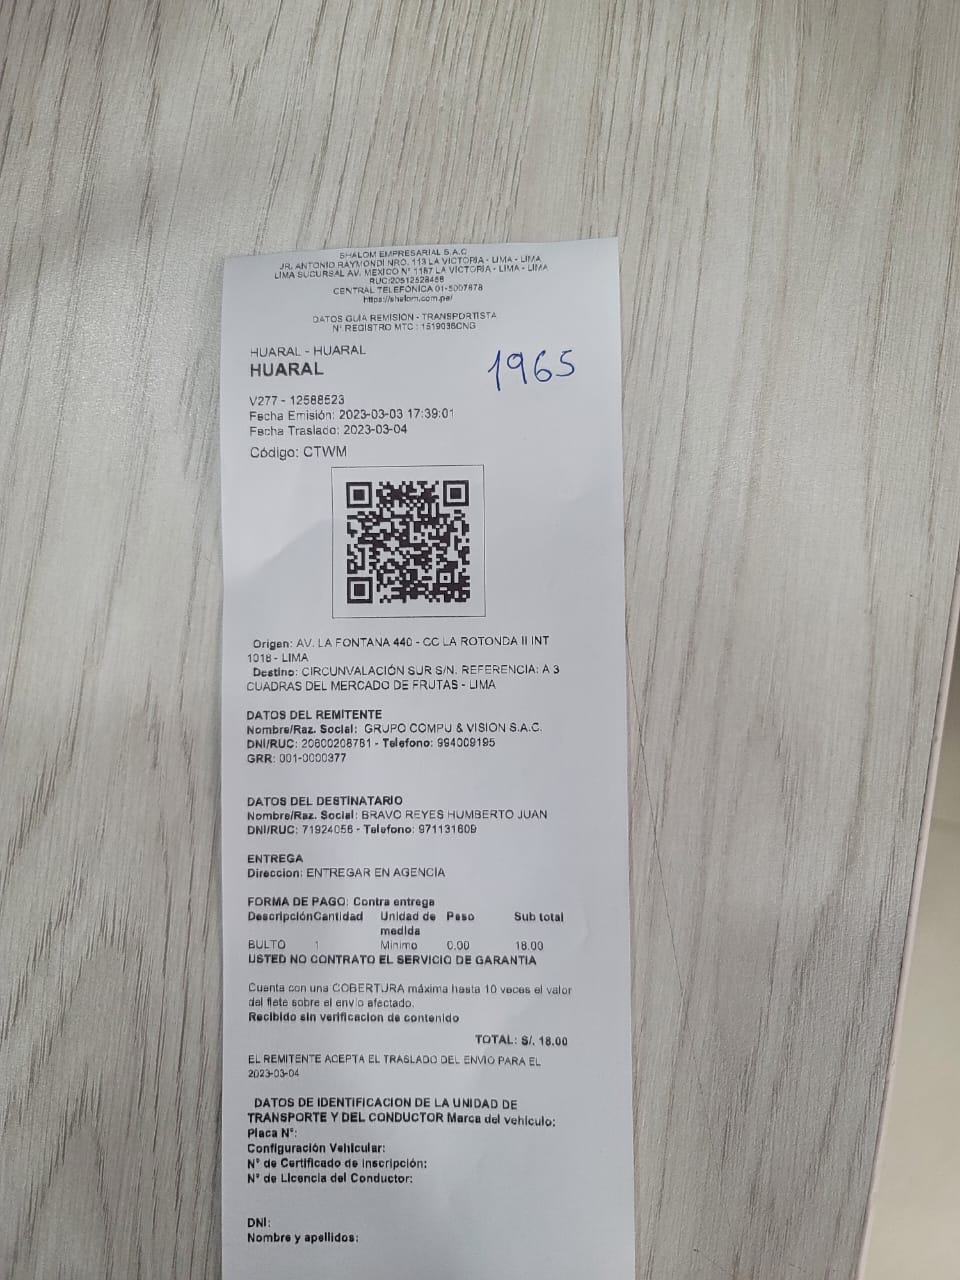 SHALOM EMPRESARIAL S.A.C
JR. ANTONIO RAYMONDI NRO. 113 LA VICTORIA - LIMA - LIMA
LIMA SUCURSAL AV. MEXICO N° 1187 LA VICTORIA - LIMA - LIMA
RUC:20512528458
CENTRAL TELEFÓNICA 01-5007878
https://shalom.com.pe/
DATOS GUÍA REMISION - TRANSPORTISTA
N° REGISTRO MTC : 1519036CNG
HUARAL - HUARAL
HUARAL
1965
V277 - 12588523
Fecha Emisión: 2023-03-03 17:39:01
Fecha Traslado: 2023-03-04
Código: CTWM
Origen: AV. LA FONTANA 440 - CC LA ROTONDA II INT
1018 - LIMA
Destino: CIRCUNVALACIÓN SUR S/N. REFERENCIA: A 3
CUADRAS DEL MERCADO DE FRUTAS - LIMA
DATOS DEL REMITENTE
Nombre/Raz. Social: GRUPO COMPU & VISION S.A.C.
DNI/RUC: 20600208761 - Telefono: 994009195
GRR: 001-0000377
DATOS DEL DESTINATARIO
Nombre/Raz. Social: BRAVO REYES HUMBERTO JUAN
DNI/RUC: 71924056 - Telefono: 971131609
ENTREGA
Direccion: ENTREGAR EN AGENCIA
FORMA DE PAGO: Contra entrega
DescripciónCantidad Unidad de Peso Sub total
medida
BULTO 1 Minimo 0.00 18.00
USTED NO CONTRATO EL SERVICIO DE GARANTIA
Cuenta con una COBERTURA máxima hasta 10 veces el valor
del flete sobre el envío afectado.
Recibido sin verificacion de contenido
TOTAL: S/. 18.00
EL REMITENTE ACEPTA EL TRASLADO DEL ENVIO PARA EL
2023-03-04
DATOS DE IDENTIFICACION DE LA UNIDAD DE
TRANSPORTE Y DEL CONDUCTOR Marca del vehículo:
Placa N°:
Configuración Vehicular:
N° de Certificado de inscripción:
N° de Licencia del Conductor:
DNI:
Nombre y apellidos: